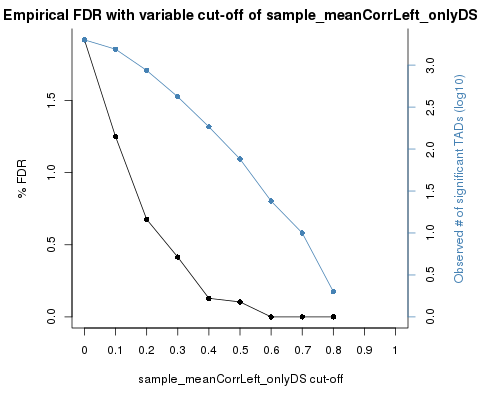 Empirical FDR with variable cut-off of sample_meanCorrLeft_onlyDS
% FDR
0.0 0.5 1.0 1.5
0.0 0.5 1.0 1.5 2.0 2.5 3.0
Observed # of significant TADs (log10)
0 0.1 0.2 0.3 0.4 0.5 0.6 0.7 0.8 0.9 1
sample_meanCorrLeft_onlyDS cut-off